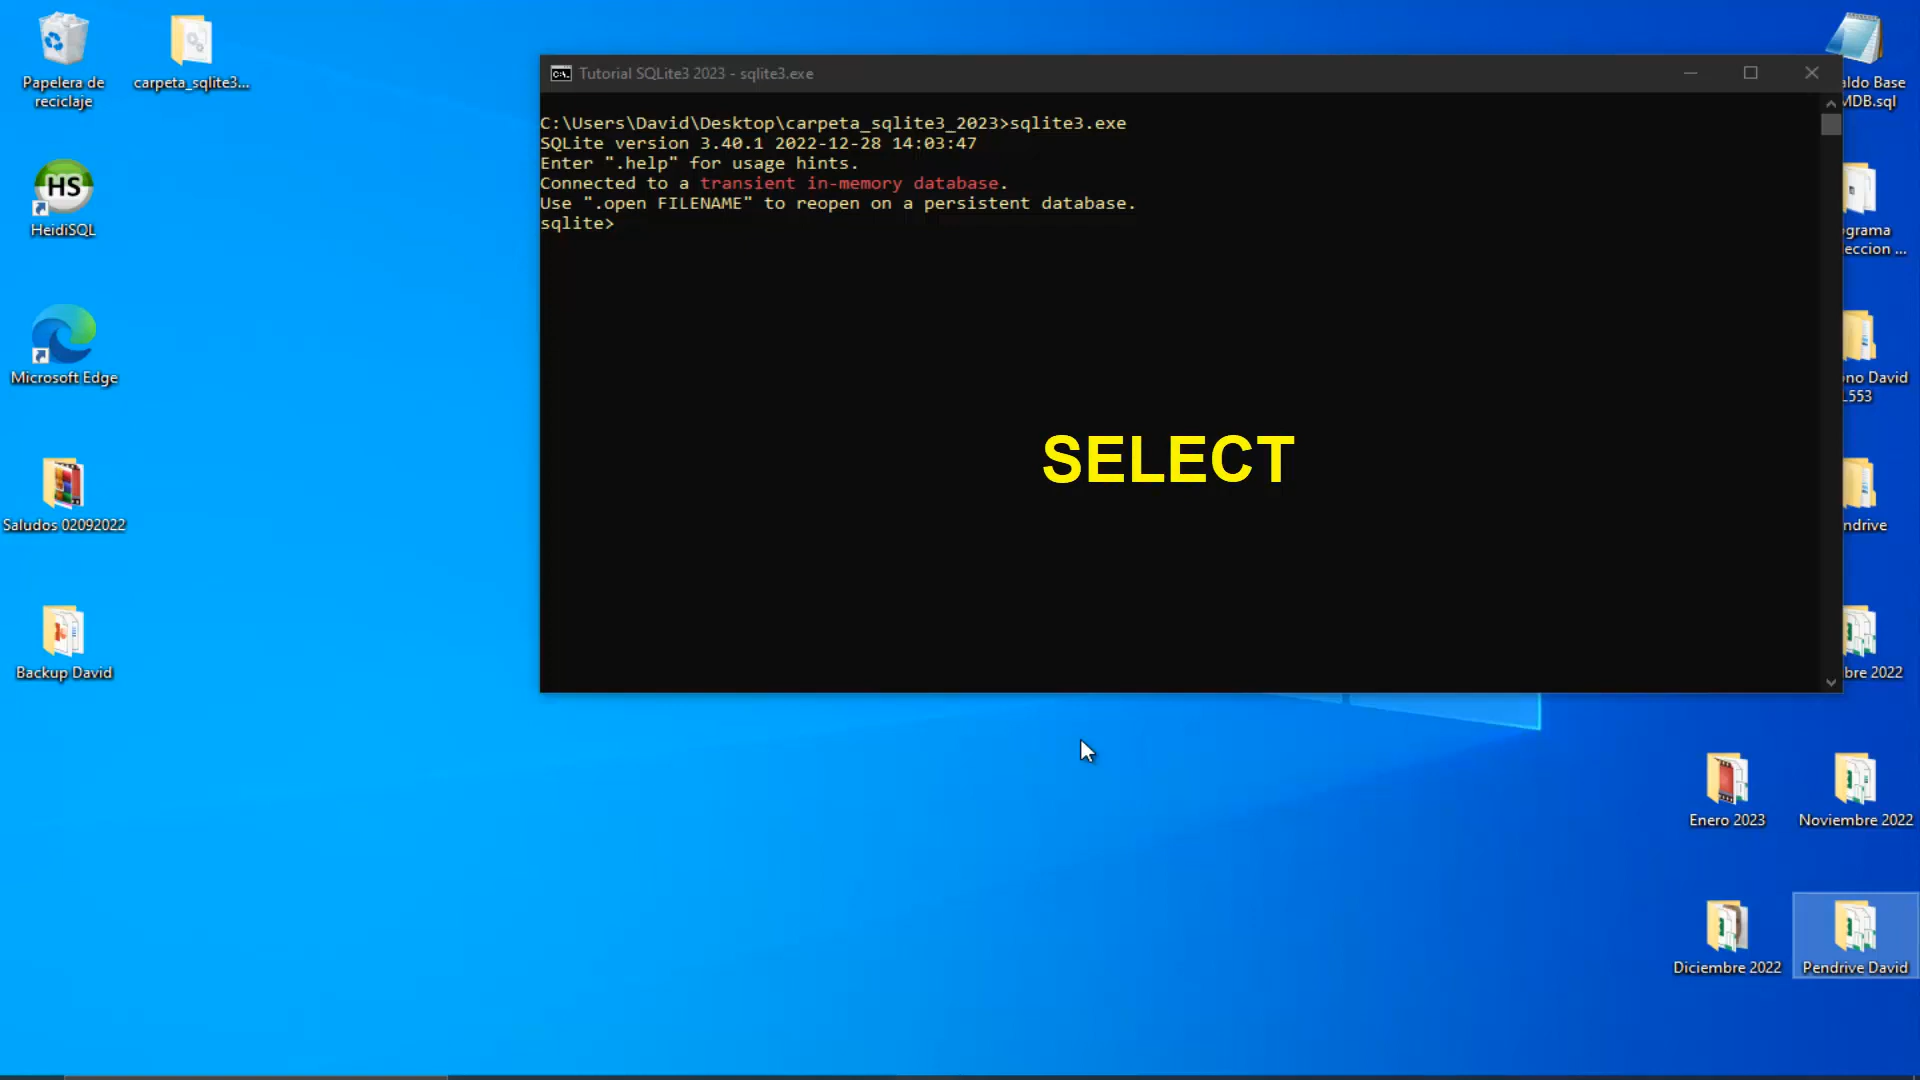 Papelera de
reciclaje
carpeta_sqlite3...
HeidiSQL
HS
Microsoft Edge
Saludos 02092022
Backup David
Tutorial SQLite3 2023 - sqlite3.exe
C:\Users\David\Desktop\carpeta_sqlite3_2023>sqlite3.exe
SQLite version 3.40.1 2022-12-28 14:03:47
Enter ".help" for usage hints.
Connected to a transient in-memory database.
Use ".open FILENAME" to reopen on a persistent database.
sqlite>
SELECT
aldo Base
MDB.sql
grama
eccion ...
no David
L553
ndrive
bre 2022
Enero 2023
Noviembre 2022
Diciembre 2022
Pendrive David